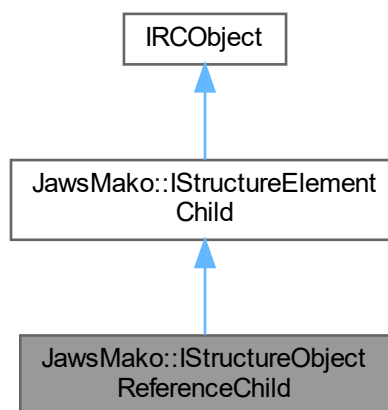 IRCObject
JawsMako::IStructureElement
Child
JawsMako::IStructureObject
ReferenceChild